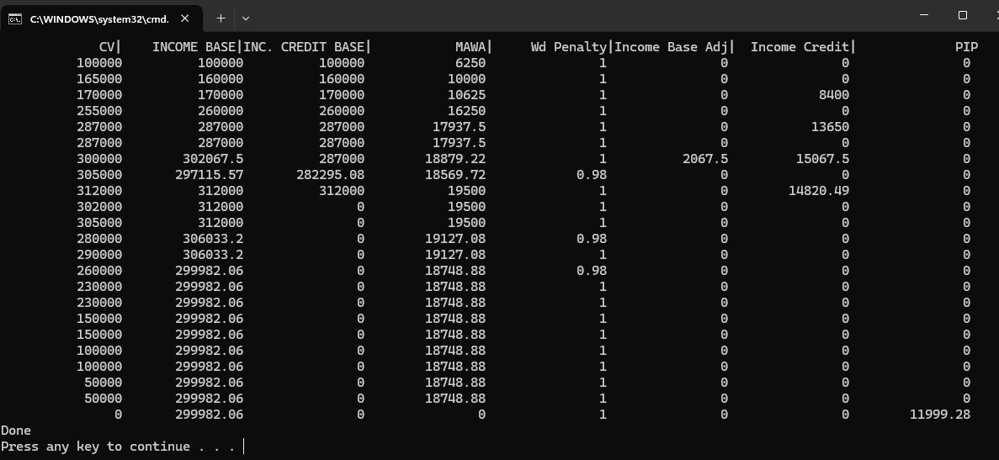 C:\WINDOWS\system32\cmd.
CV| INCOME BASE|INC. CREDIT BASE| MAWA| Wd Penalty|Income Base Adj| Income Credit| PIP
100000 100000 100000 6250 1 0 0 0
165000 160000 160000 10000 1 0 0 0
170000 170000 170000 10625 1 0 8400 0
255000 260000 260000 16250 1 0 0 0
287000 287000 287000 17937.5 1 0 13650 0
287000 287000 287000 17937.5 1 0 0 0
300000 302067.5 287000 18879.22 1 2067.5 15067.5 0
305000 297115.57 282295.08 18569.72 0.98 0 0 0
312000 312000 312000 19500 1 0 14820.49 0
302000 312000 0 19500 1 0 0 0
305000 312000 0 19500 1 0 0 0
280000 306033.2 0 19127.08 0.98 0 0 0
290000 306033.2 0 19127.08 1 0 0 0
260000 299982.06 0 18748.88 0.98 0 0 0
230000 299982.06 0 18748.88 1 0 0 0
230000 299982.06 0 18748.88 1 0 0 0
150000 299982.06 0 18748.88 1 0 0 0
150000 299982.06 0 18748.88 1 0 0 0
100000 299982.06 0 18748.88 1 0 0 0
100000 299982.06 0 18748.88 1 0 0 0
50000 299982.06 0 18748.88 1 0 0 0
50000 299982.06 0 18748.88 1 0 0 0
0 299982.06 0 0 1 0 0 11999.28
Done
Press any key to continue . . .